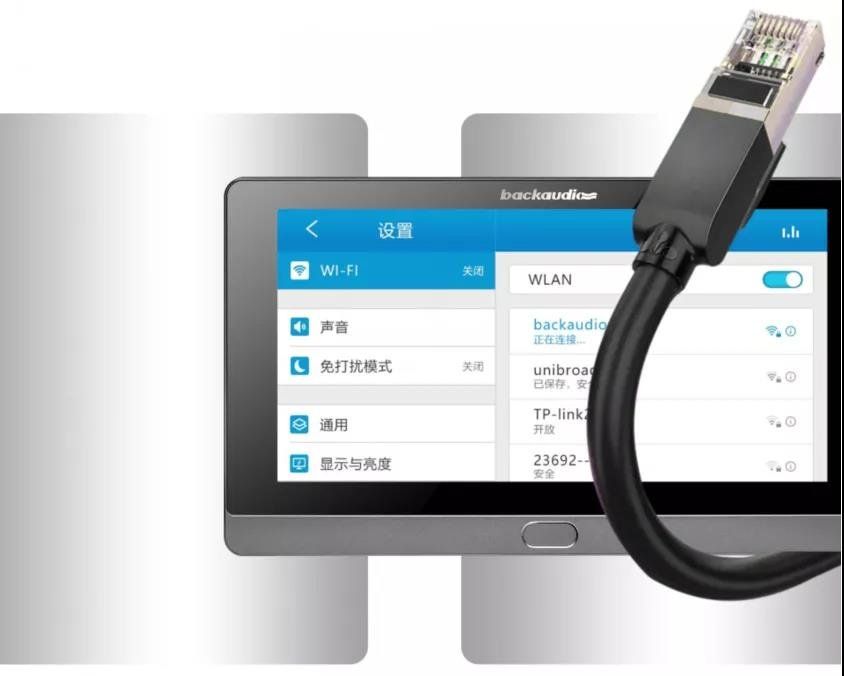 backaudio
设置
WI-FI 关闭
声音
免打扰模式 关闭
通用
显示与亮度
WLAN
backaudio
正在连接...
unibroa
已保存，安
TP-link
开放
23692--
安全